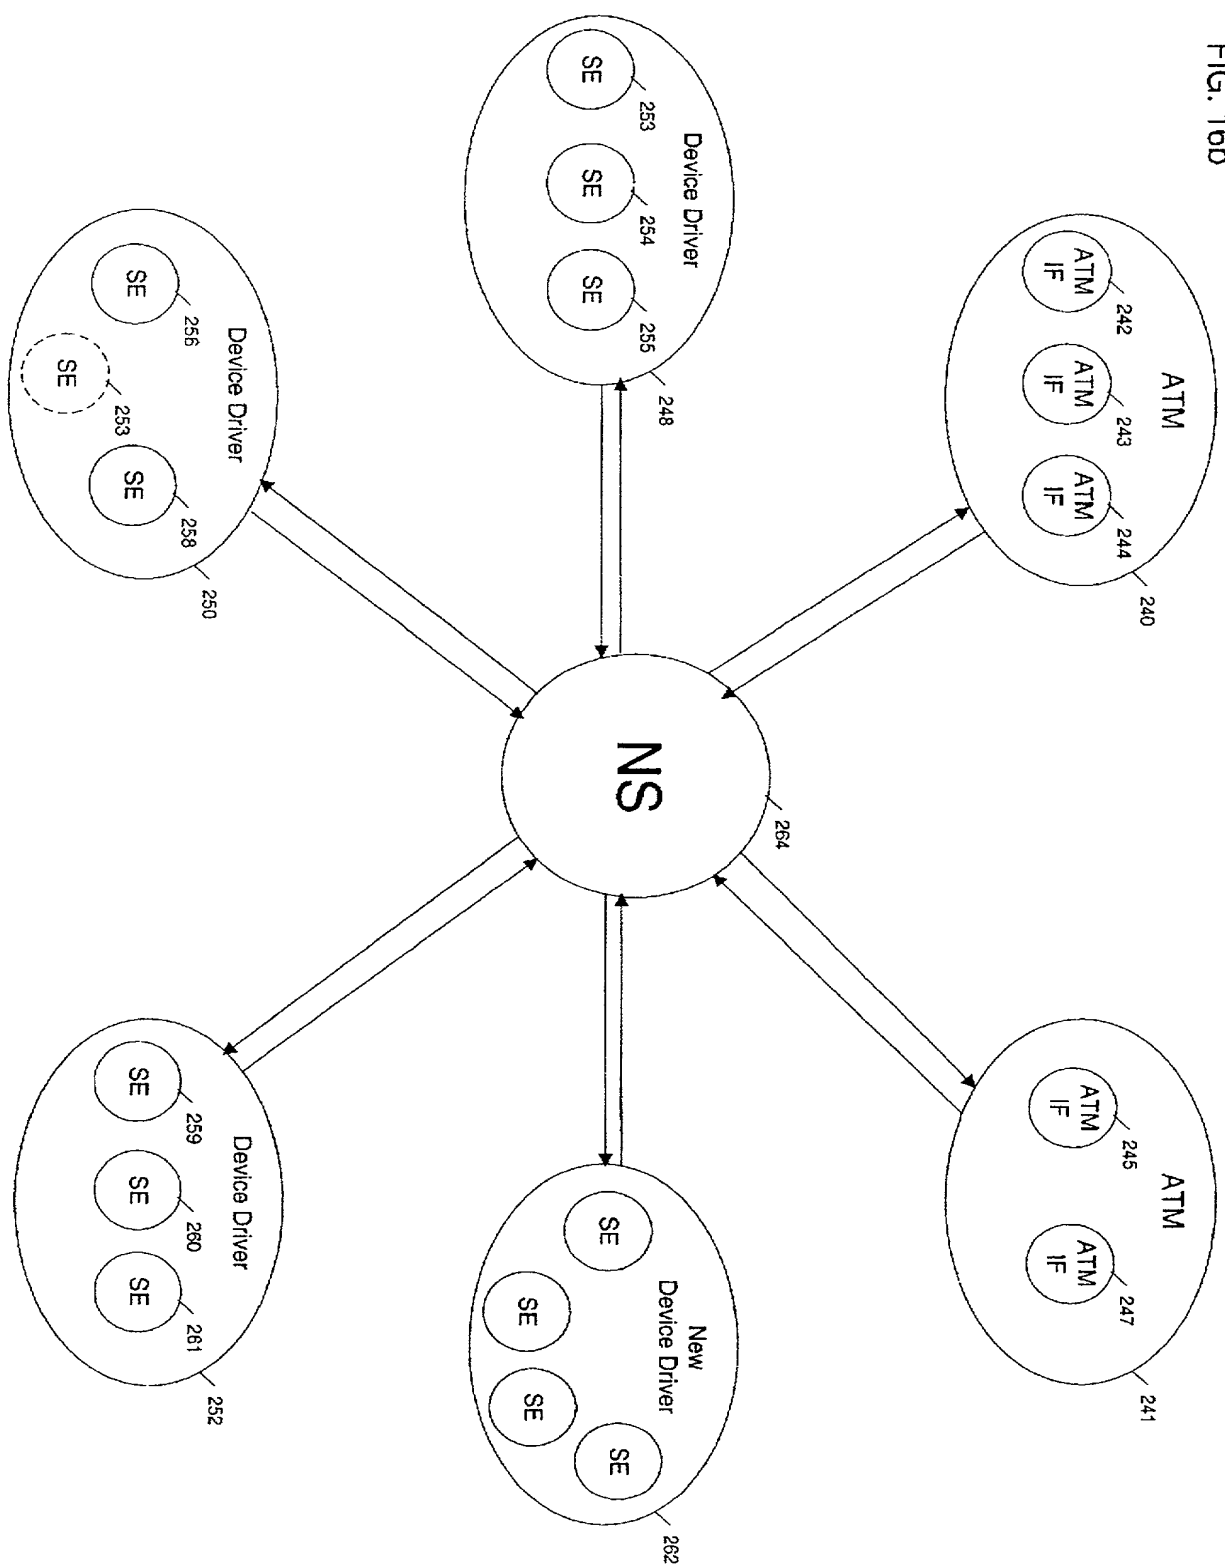 FIG. 16b
ATM
242
243
244
ATM
IF
ATM
IF
ATM
IF
240
ATM
245
247
ATM
IF
ATM
IF
241
Device Driver
253
254
255
SE
SE
SE
248
NS
264
New
Device Driver
SE
SE
SE
SE
262
Device Driver
256
253
258
SE
SE
SE
250
Device Driver
259
260
261
SE
SE
SE
252